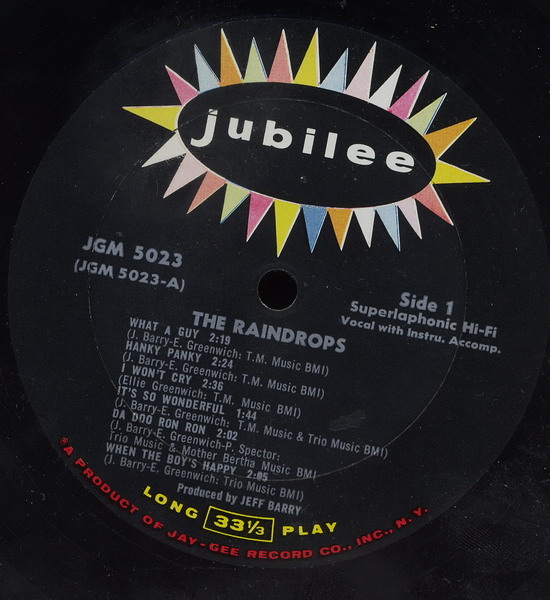 jubilee
JGM 5023
(JGM 5023-A)
Side 1
Superlaphonic Hi-Fi
Vocal with Instru. Accomp.
THE RAINDROPS
WHAT A GUY 2:19
(J. Barry-E. Greenwich: T.M. Music BMI)
HANKY PANKY 2:24
(J. Barry-E. Greenwich: T.M. Music BMI)
I WON'T CRY 2:36
(Ellie Greenwich: T.M. Music BMI)
IT'S SO WONDERFUL 1:44
(J. Barry-E. Greenwich: T.M. Music & Trio Music BMI)
DA DOO RON RON 2:02
(J. Barry-E. Greenwich-P. Spector:
Trio Music & Mother Bertha Music BMI
WHEN THE BOY'S HAPPY 2:05
(J. Barry-E. Greenwich: Trio Music BMI)
Produced by JEFF BARRY
LONG 33 1/3 PLAY
®A PRODUCT OF JAY-GEE RECORD CO., INC., N. Y.